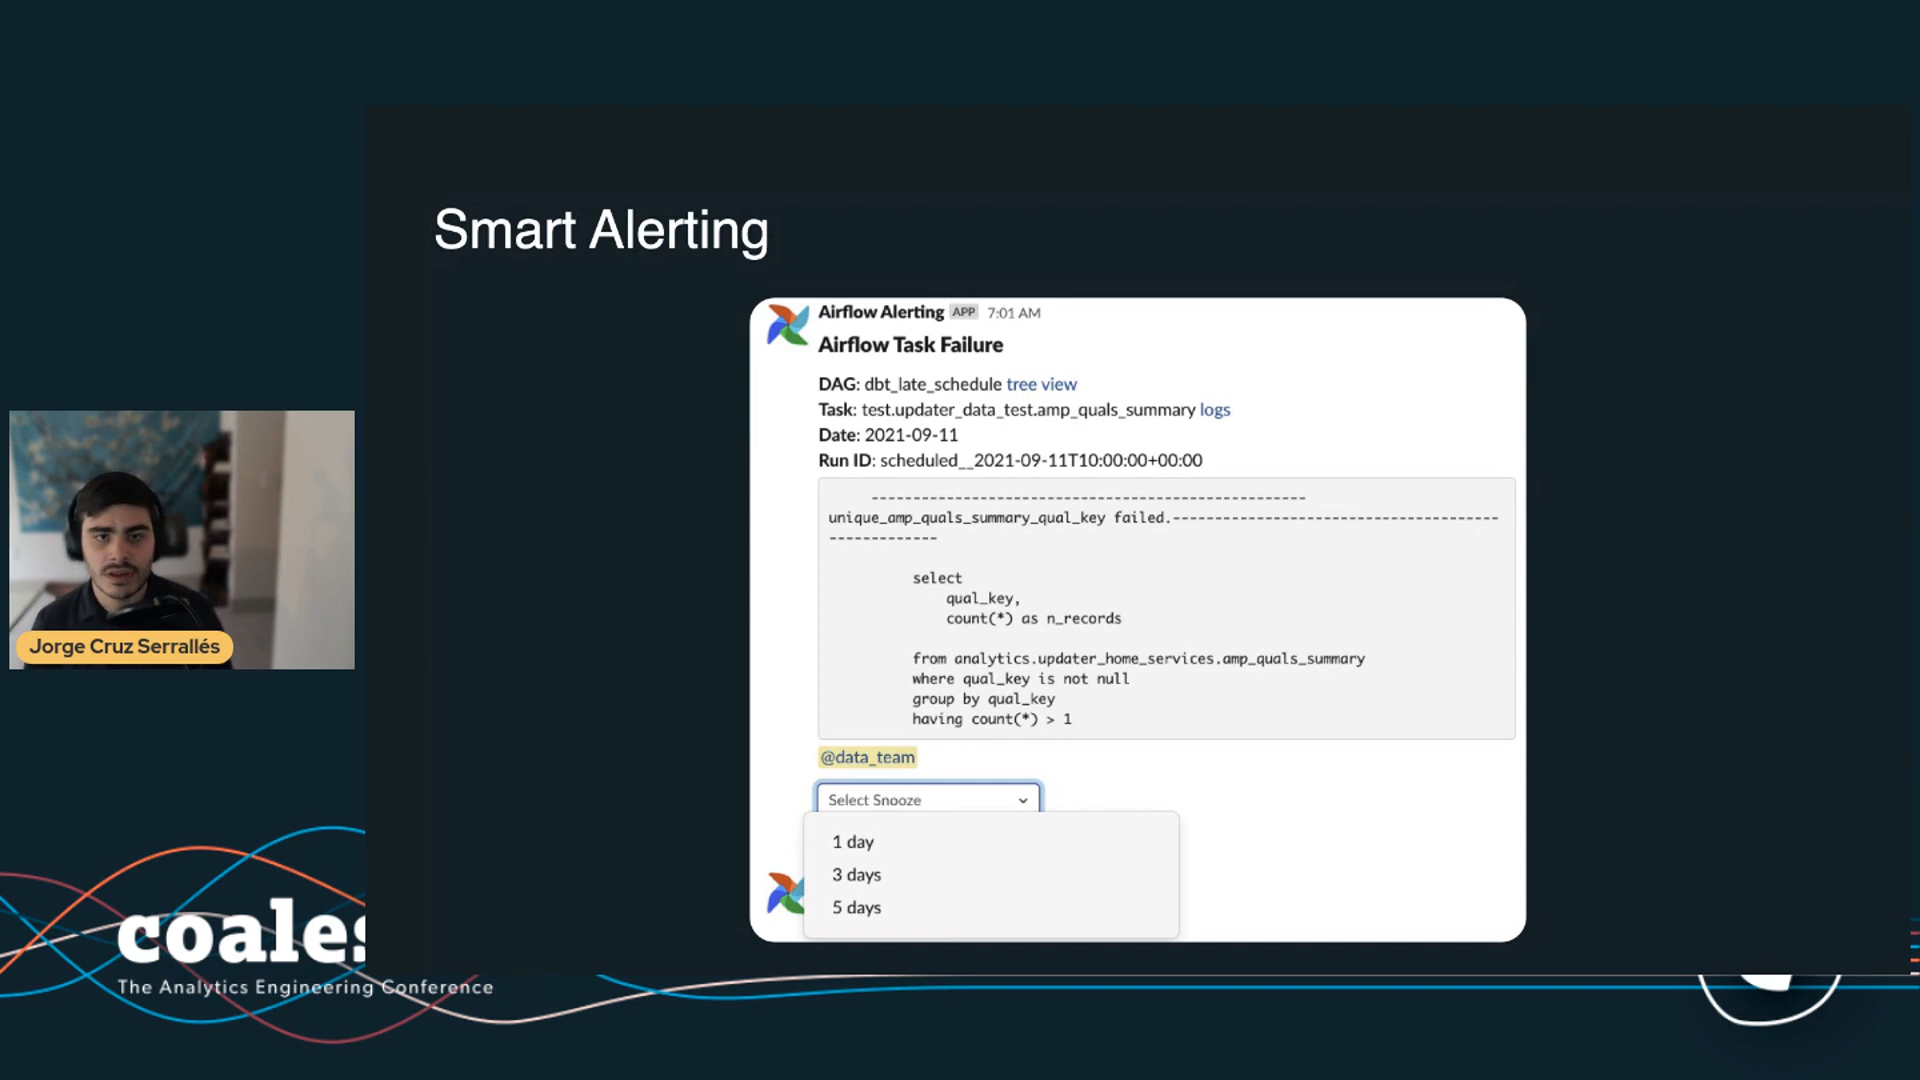 Smart Alerting
Airflow Alerting APP 7:01 AM
Airflow Task Failure
DAG: dbt_late_schedule tree view
Task: test.updater_data_test.amp_quals_summary logs
Date: 2021-09-11
Run ID: scheduled__2021-09-11T10:00:00+00:00
----------------------------------------------------
unique_amp_quals_summary_qual_key failed.---------------------------------------
-------------
select
qual_key,
count(*) as n_records
from analytics.updater_home_services.amp_quals_summary
where qual_key is not null
group by qual_key
having count(*) > 1
@data_team
Select Snooze
1 day
3 days
5 days
Jorge Cruz Serrallés
coales
The Analytics Engineering Conference